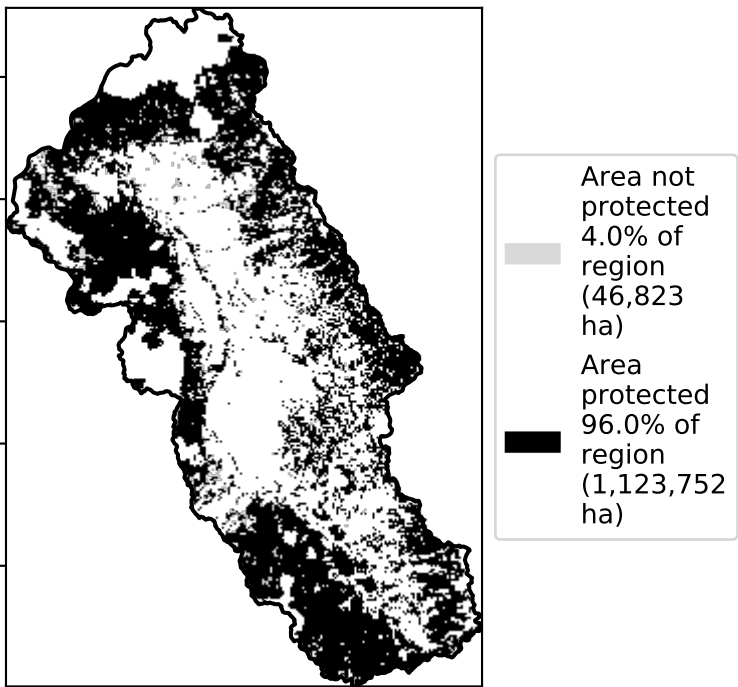 Area not
protected
4.0% of
region
(46,823
ha)
Area
protected
96.0% of
region
(1,123,752
ha)